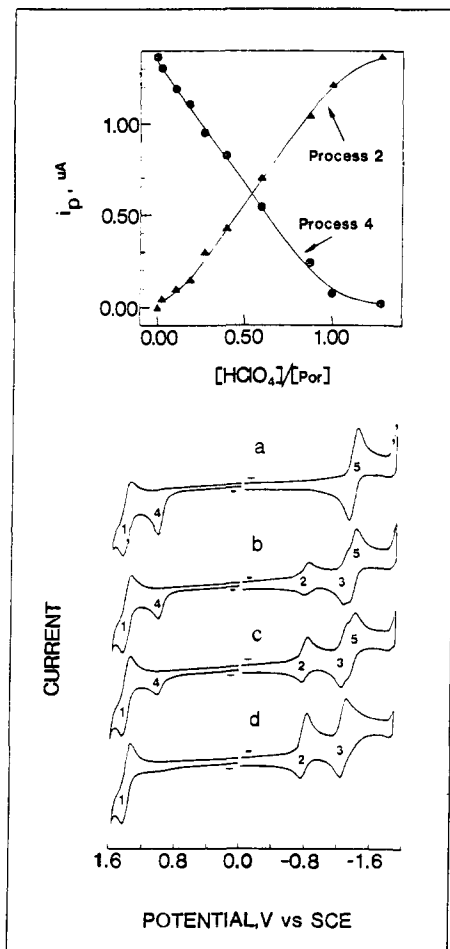 1.00
0.50
0.00
i p , uA
Process 2
Process 4
0.00 0.50 1.00
[HClO4]/[Por]
a
1 4 5
b
1 4 2 3 5
c
1 4 2 3 5
d
1 2 3
CURRENT
1.6 0.8 0.0 -0.8 -1.6
POTENTIAL,V vs SCE